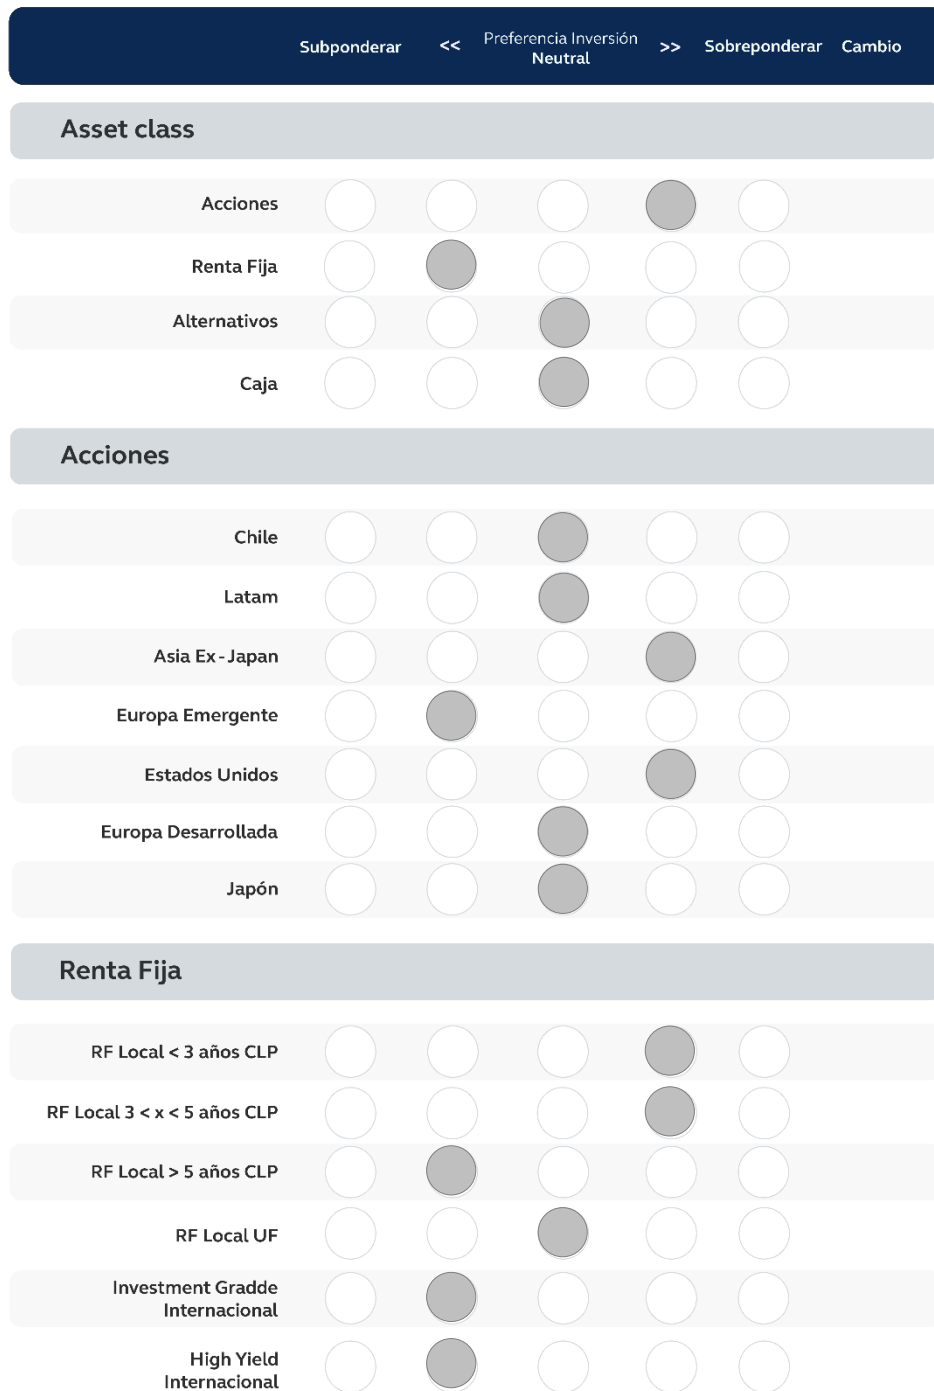 Subponderar << Preferencia Inversión >> Sobreponderar Cambio
Neutral
Asset class
Acciones
Renta Fija
Alternativos
Caja
Acciones
Chile
Latam
Asia Ex-Japan
Europa Emergente
Estados Unidos
Europa Desarrollada
Japón
Renta Fija
RF Local < 3 años CLP
RF Local 3 < x < 5 años CLP
RF Local > 5 años CLP
RF Local UF
Investment Gradde
Internacional
High Yield
Internacional